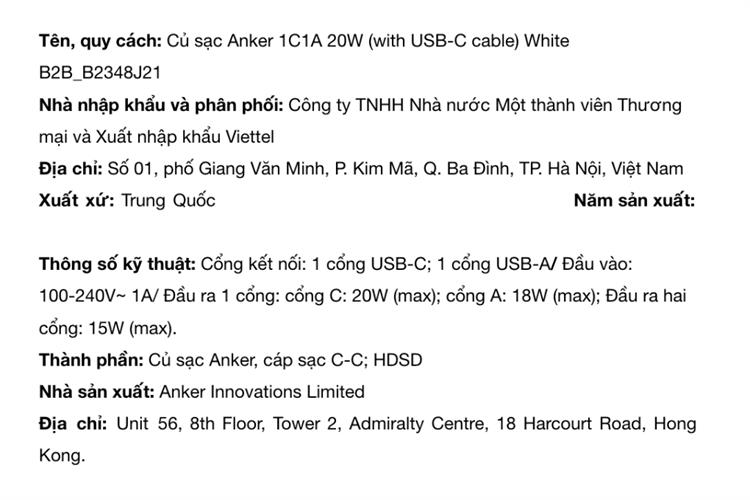 Tên, quy cách: Củ sạc Anker 1C1A 20W (with USB-C cable) White
B2B_B2348J21
Nhà nhập khẩu và phân phối: Công ty TNHH Nhà nước Một thành viên Thương
mại và Xuất nhập khẩu Viettel
Địa chỉ: Số 01, phố Giang Văn Minh, P. Kim Mã, Q. Ba Đình, TP. Hà Nội, Việt Nam
Xuất xứ: Trung Quốc Năm sản xuất:
Thông số kỹ thuật: Cổng kết nối: 1 cổng USB-C; 1 cổng USB-A/ Đầu vào:
100-240V~ 1A/ Đầu ra 1 cổng: cổng C: 20W (max); cổng A: 18W (max); Đầu ra hai
cổng: 15W (max).
Thành phần: Củ sạc Anker, cáp sạc C-C; HDSD
Nhà sản xuất: Anker Innovations Limited
Địa chỉ: Unit 56, 8th Floor, Tower 2, Admiralty Centre, 18 Harcourt Road, Hong
Kong.